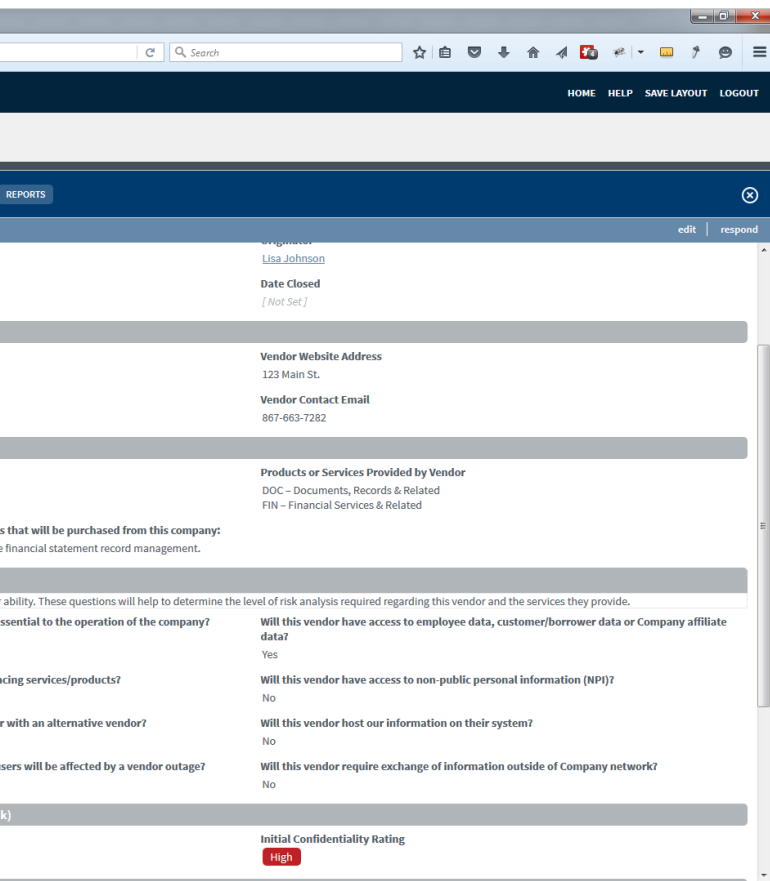 Search
HOME HELP SAVE LAYOUT LOGOUT
REPORTS
edit respond
Originator
Lisa Johnson
Date Closed
[ Not Set ]
Vendor Website Address
123 Main St.
Vendor Contact Email
867-663-7282
Products or Services Provided by Vendor
DOC – Documents, Records & Related
FIN – Financial Services & Related
s that will be purchased from this company:
e financial statement record management.
r ability. These questions will help to determine the level of risk analysis required regarding this vendor and the services they provide.
ssential to the operation of the company?
Will this vendor have access to employee data, customer/borrower data or Company affiliate
data?
Yes
ncing services/products?
Will this vendor have access to non-public personal information (NPI)?
No
r with an alternative vendor?
Will this vendor host our information on their system?
No
users will be affected by a vendor outage?
Will this vendor require exchange of information outside of Company network?
No
k)
Initial Confidentiality Rating
High